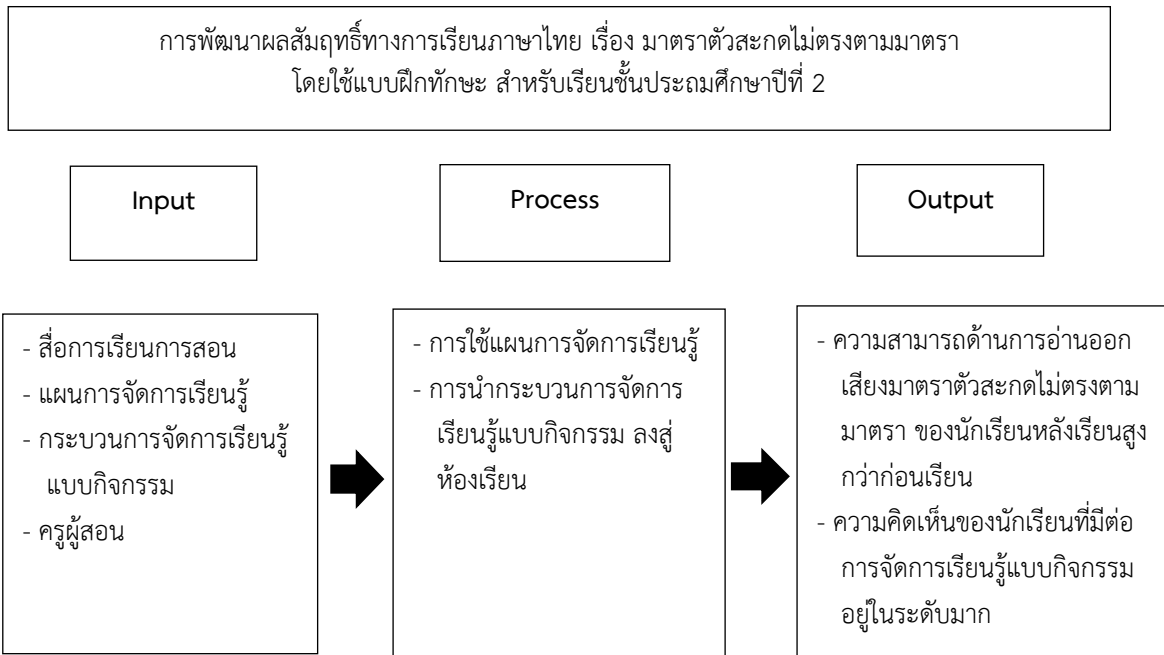 การพัฒนาผลสัมฤทธิ์ทางการเรียนภาษาไทย เรื่อง มาตราตัวสะกดไม่ตรงตามมาตรา
โดยใช้แบบฝึกทักษะ สำหรับเรียนชั้นประถมศึกษาปีที่ 2
Input
Process
Output
- สื่อการเรียนการสอน
- แผนการจัดการเรียนรู้
- กระบวนการจัดการเรียนรู้
แบบกิจกรรม
- ครูผู้สอน
- การใช้แผนการจัดการเรียนรู้
- การนำกระบวนการจัดการ
เรียนรู้แบบกิจกรรม ลงสู่
ห้องเรียน
- ความสามารถด้านการอ่านออก
เสียงมาตราตัวสะกดไม่ตรงตาม
มาตรา ของนักเรียนหลังเรียนสูง
กว่าก่อนเรียน
- ความคิดเห็นของนักเรียนที่มีต่อ
การจัดการเรียนรู้แบบกิจกรรม
อยู่ในระดับมาก